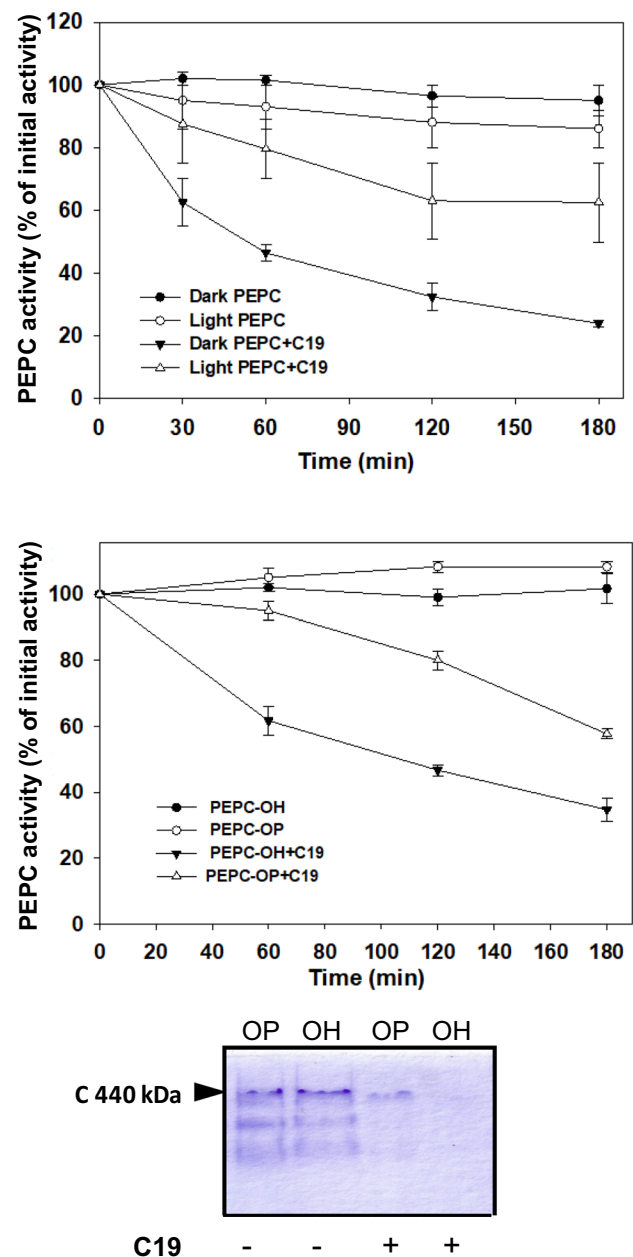 PEPC activity (% of initial activity)
120
100
80
60
40
20
0
Dark PEPC
Light PEPC
Dark PEPC+C19
Light PEPC+C19
0 30 60 90 120 150 180
Time (min)
PEPC activity (% of initial activity)
100
80
60
40
20
0
PEPC-OH
PEPC-OP
PEPC-OH+C19
PEPC-OP+C19
0 20 40 60 80 100 120 140 160 180
Time (min)
OP OH OP OH
C 440 kDa
C19 - - + +